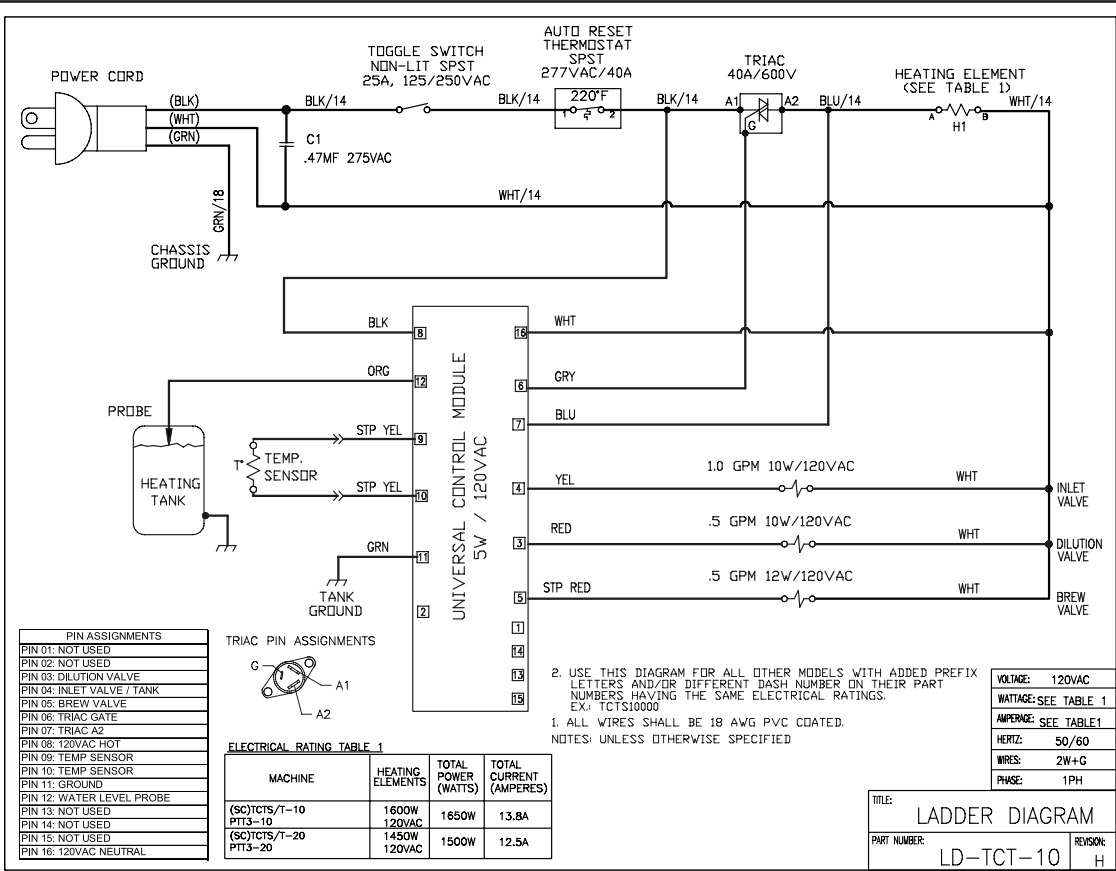 AUTO RESET
THERMOSTAT
SPST
277VAC/40A
TOGGLE SWITCH
NON-LIT SPST
25A, 125/250VAC
TRIAC
40A/600V
HEATING ELEMENT
(SEE TABLE 1)
POWER CORD
(BLK)
BLK/14
BLK/14
220°F
1
2
BLK/14
A1
A2
G
BLU/14
A
B
H1
WHT/14
(WHT)
(GRN)
C1
.47MF 275VAC
GRN/18
WHT/14
CHASSIS
GROUND
BLK
8
16
WHT
ORG
12
6
GRY
PROBE
7
BLU
HEATING
TANK
T°
TEMP.
SENSOR
STP YEL
9
STP YEL
10
UNIVERSAL CONTROL MODULE
5W / 120VAC
4
YEL
1.0 GPM 10W/120VAC
WHT
INLET
VALVE
3
RED
.5 GPM 10W/120VAC
WHT
DILUTION
VALVE
GRN
11
TANK
GROUND
5
STP RED
.5 GPM 12W/120VAC
WHT
BREW
VALVE
2
1
14
13
15
PIN ASSIGNMENTS
PIN 01: NOT USED
PIN 02: NOT USED
PIN 03: DILUTION VALVE
PIN 04: INLET VALVE / TANK
PIN 05: BREW VALVE
PIN 06: TRIAC GATE
PIN 07: TRIAC A2
PIN 08: 120VAC HOT
PIN 09: TEMP SENSOR
PIN 10: TEMP SENSOR
PIN 11: GROUND
PIN 12: WATER LEVEL PROBE
PIN 13: NOT USED
PIN 14: NOT USED
PIN 15: NOT USED
PIN 16: 120VAC NEUTRAL
TRIAC PIN ASSIGNMENTS
G
A1
A2
ELECTRICAL RATING TABLE 1
MACHINE
HEATING ELEMENTS
TOTAL POWER (WATTS)
TOTAL CURRENT (AMPERES)
(SC)TCTS/T-10 PTT3-10
1600W 120VAC
1650W
13.8A
(SC)TCTS/T-20 PTT3-20
1450W 120VAC
1500W
12.5A
2. USE THIS DIAGRAM FOR ALL OTHER MODELS WITH ADDED PREFIX
LETTERS AND/OR DIFFERENT DASH NUMBER ON THEIR PART
NUMBERS HAVING THE SAME ELECTRICAL RATINGS.
EX.: TCTS10000
1. ALL WIRES SHALL BE 18 AWG PVC COATED.
NOTES: UNLESS OTHERWISE SPECIFIED
VOLTAGE: 120VAC
WATTAGE: SEE TABLE 1
AMPERAGE: SEE TABLE1
HERTZ: 50/60
WIRES: 2W+G
PHASE: 1PH
TITLE:
LADDER DIAGRAM
PART NUMBER:
LD-TCT-10
REVISION:
H